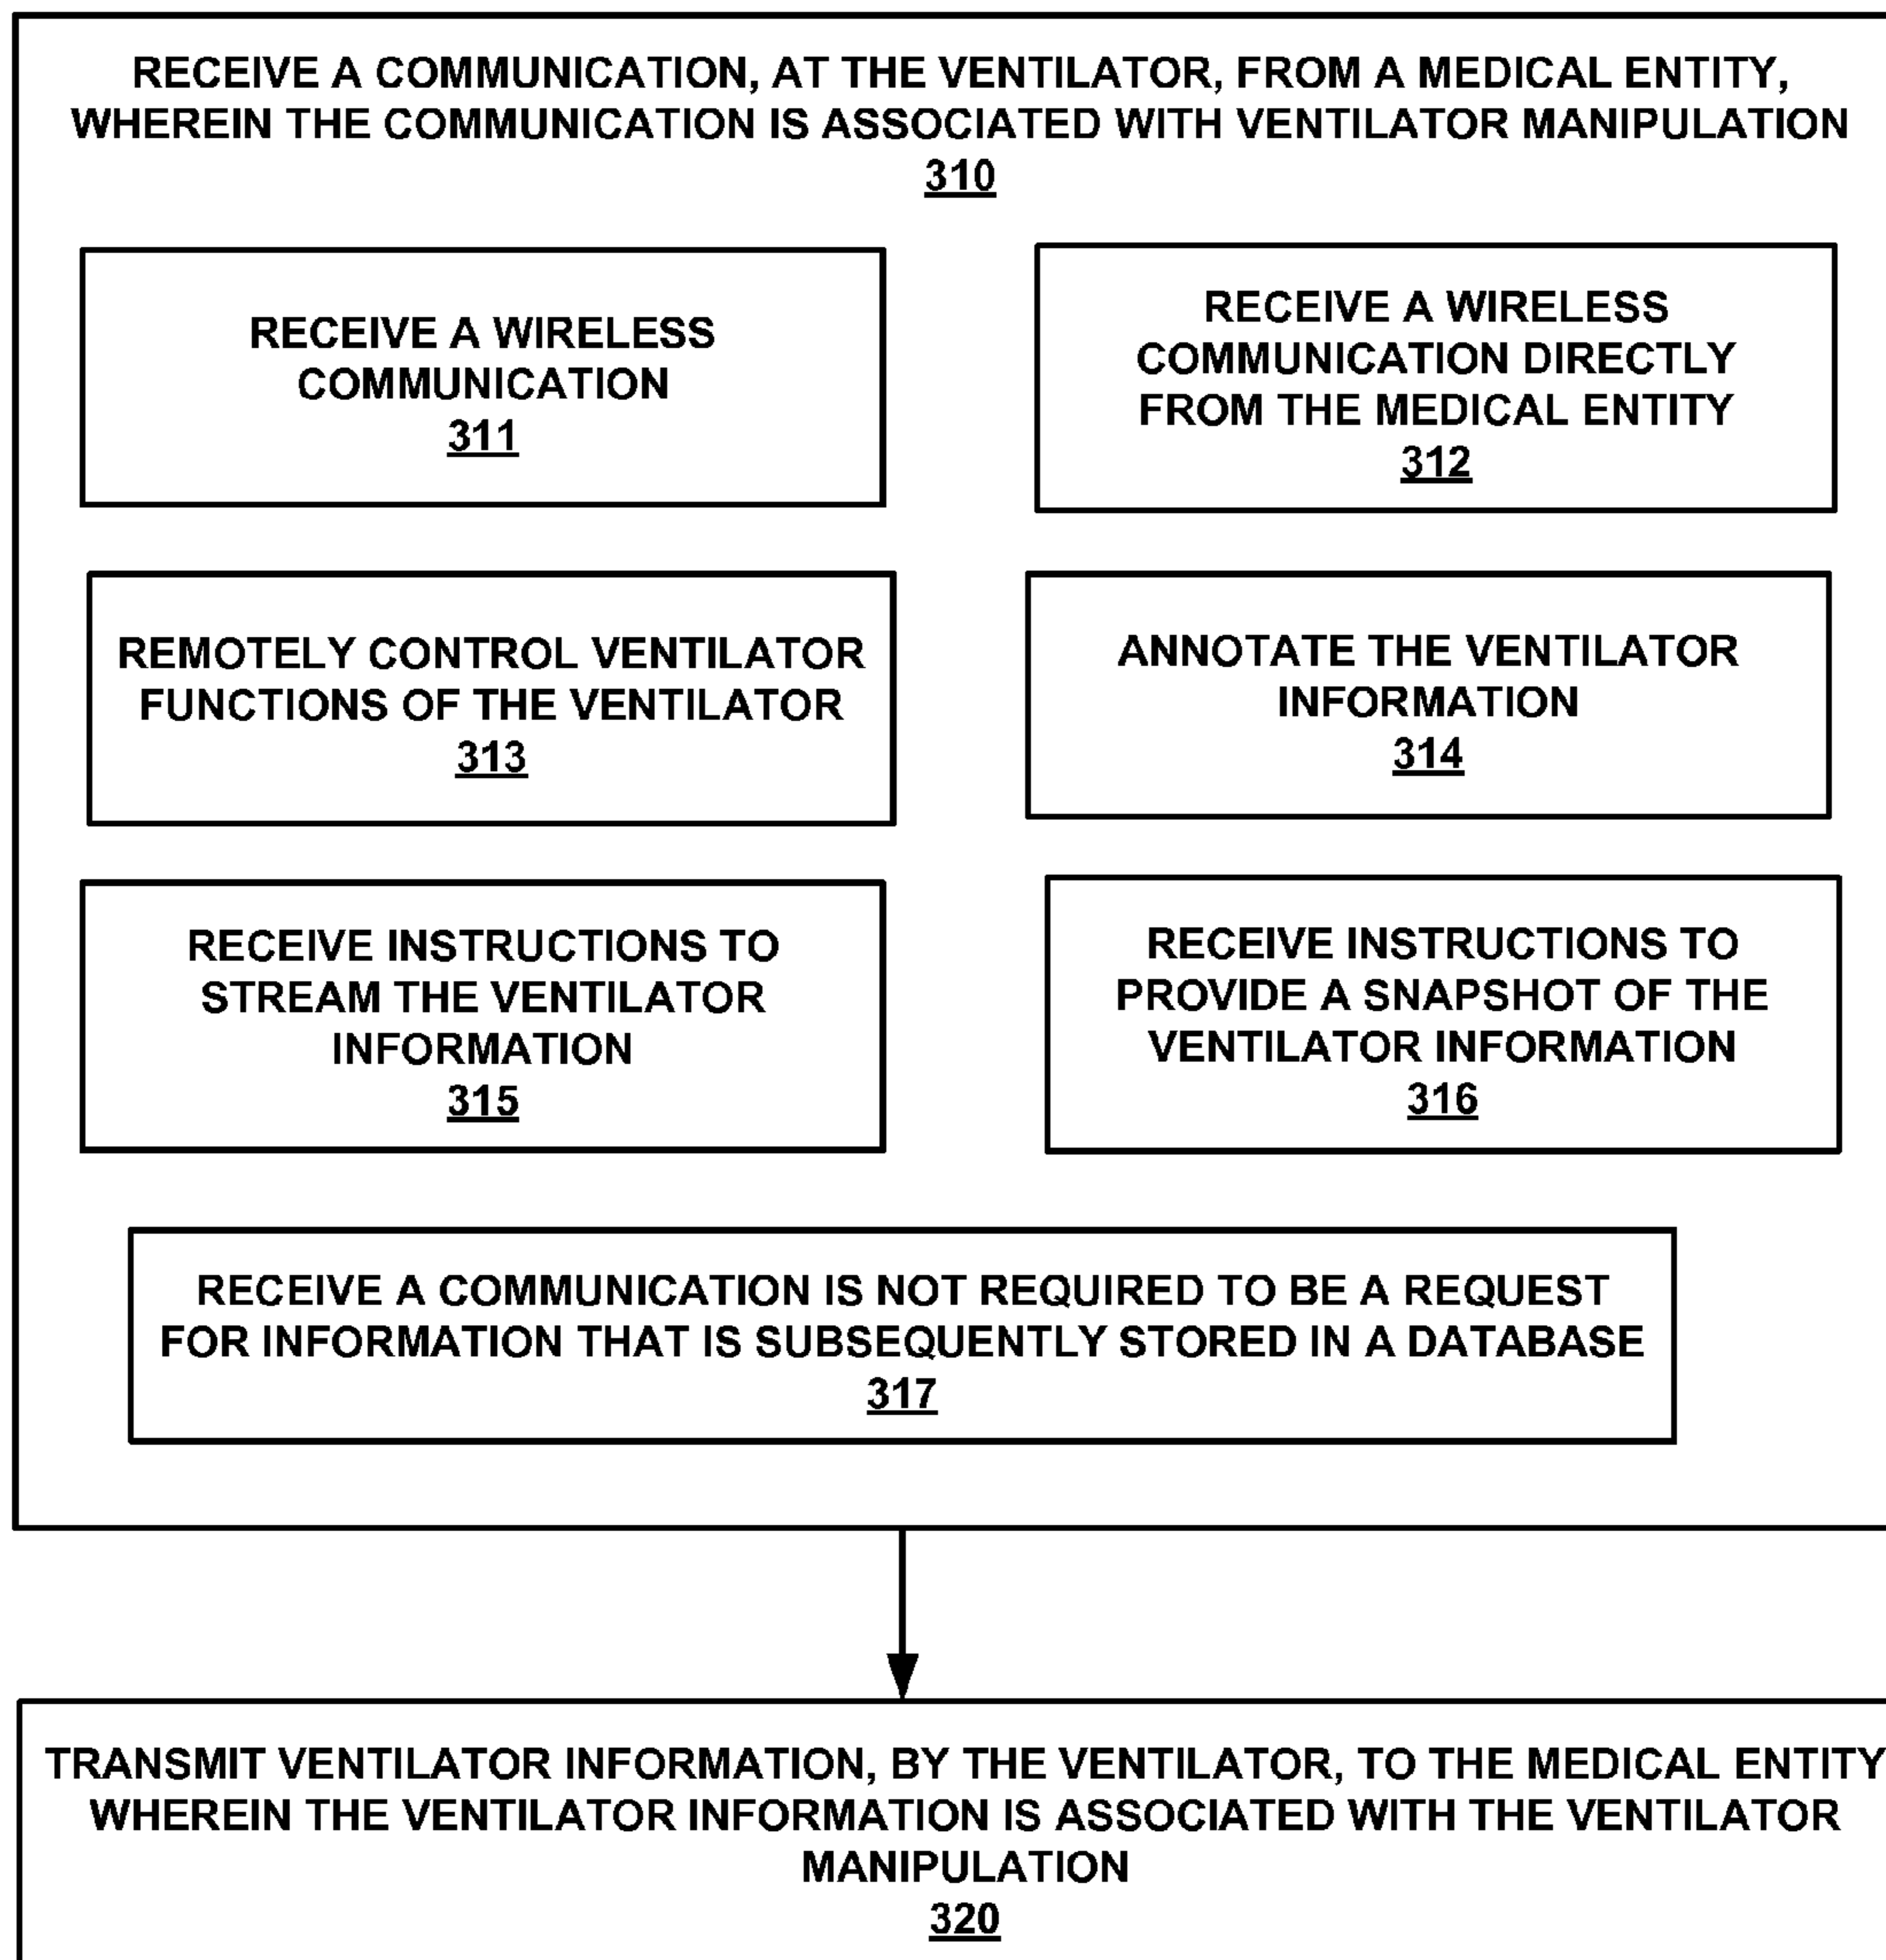 RECEIVE A COMMUNICATION, AT THE VENTILATOR, FROM A MEDICAL ENTITY,
WHEREIN THE COMMUNICATION IS ASSOCIATED WITH VENTILATOR MANIPULATION
310
RECEIVE A WIRELESS
COMMUNICATION
311
RECEIVE A WIRELESS
COMMUNICATION DIRECTLY
FROM THE MEDICAL ENTITY
312
REMOTELY CONTROL VENTILATOR
FUNCTIONS OF THE VENTILATOR
313
ANNOTATE THE VENTILATOR
INFORMATION
314
RECEIVE INSTRUCTIONS TO
STREAM THE VENTILATOR
INFORMATION
315
RECEIVE INSTRUCTIONS TO
PROVIDE A SNAPSHOT OF THE
VENTILATOR INFORMATION
316
RECEIVE A COMMUNICATION IS NOT REQUIRED TO BE A REQUEST
FOR INFORMATION THAT IS SUBSEQUENTLY STORED IN A DATABASE
317
TRANSMIT VENTILATOR INFORMATION, BY THE VENTILATOR, TO THE MEDICAL ENTITY
WHEREIN THE VENTILATOR INFORMATION IS ASSOCIATED WITH THE VENTILATOR
MANIPULATION
320